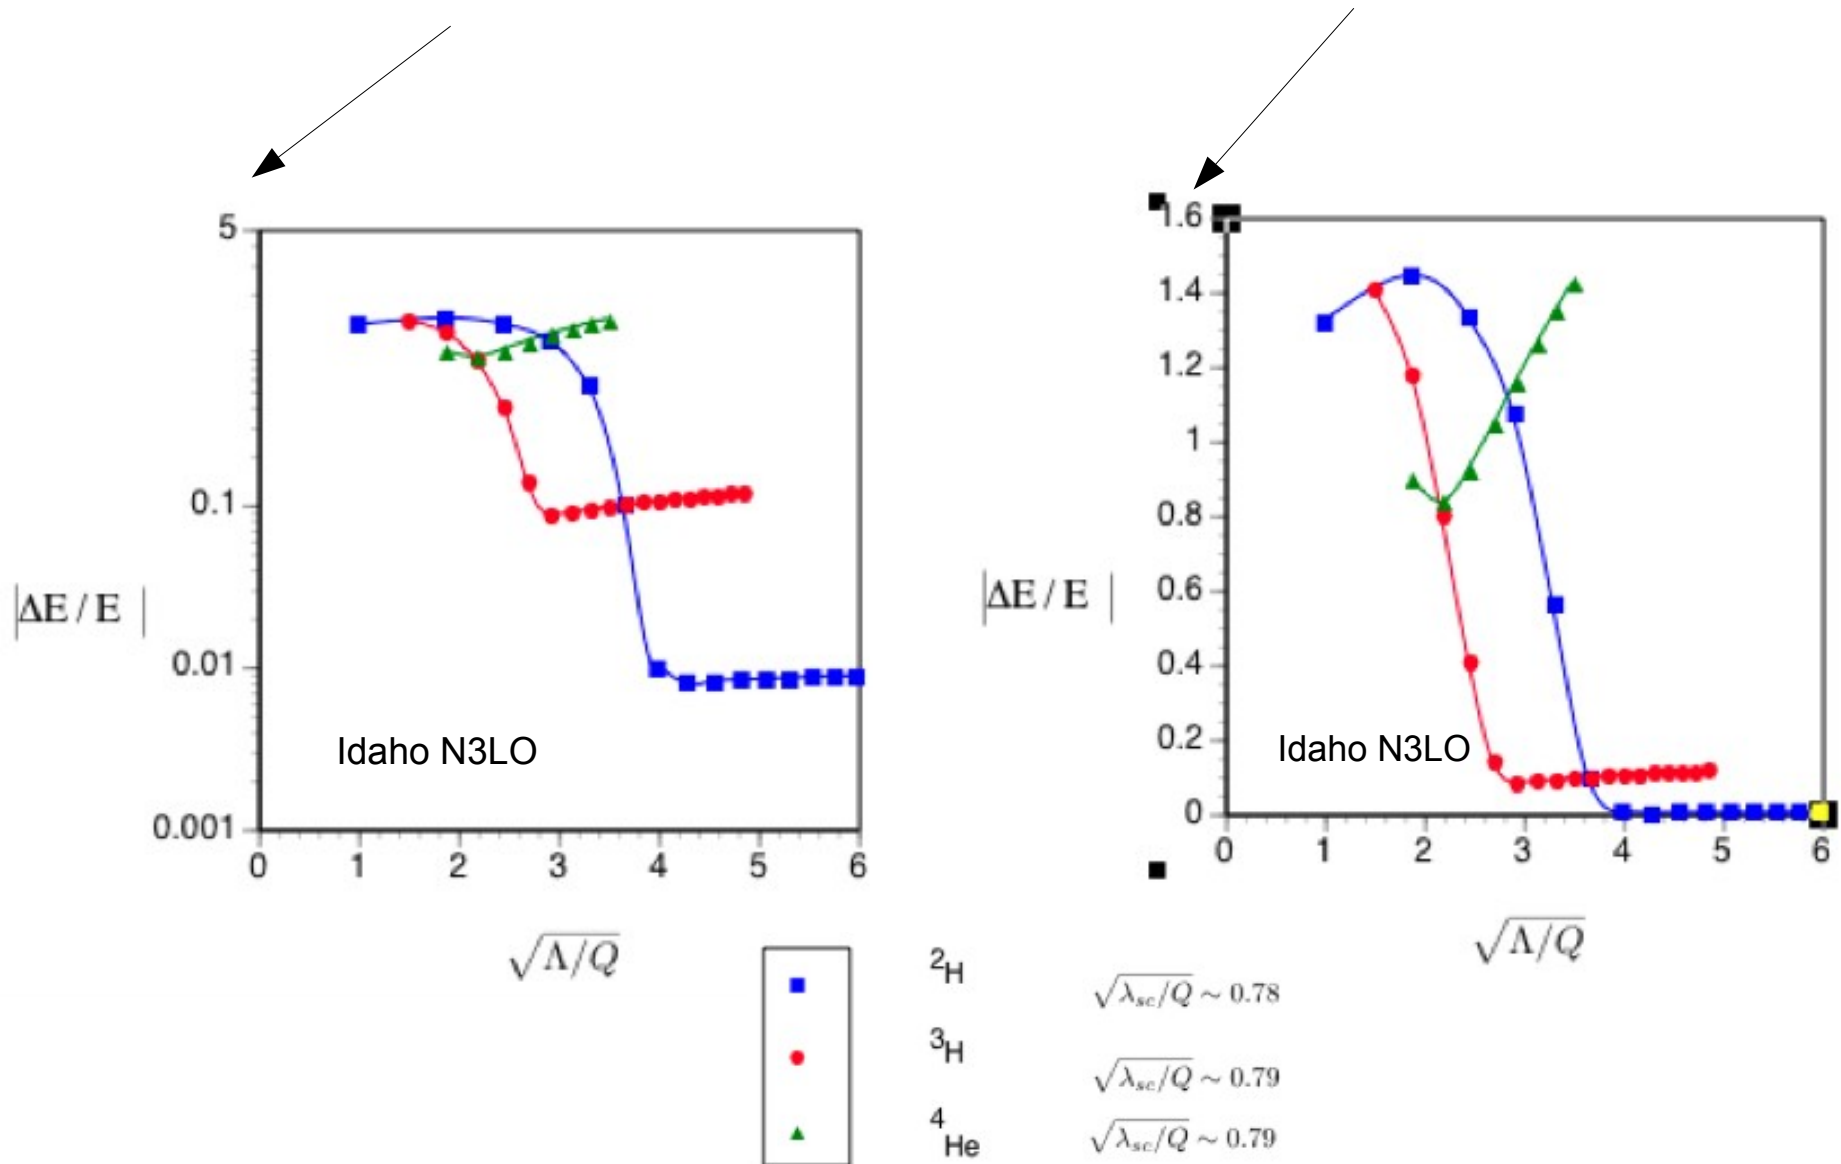 5
0.1
0.01
0.001
|ΔE / E |
Idaho N3LO
0 1 2 3 4 5 6
√Λ/Q
1.6
1.4
1.2
1
0.8
0.6
0.4
0.2
0
|ΔE / E |
Idaho N3LO
0 1 2 3 4 5 6
√Λ/Q
²H √λsc/Q ∼ 0.78
³H √λsc/Q ∼ 0.79
⁴He √λsc/Q ∼ 0.79